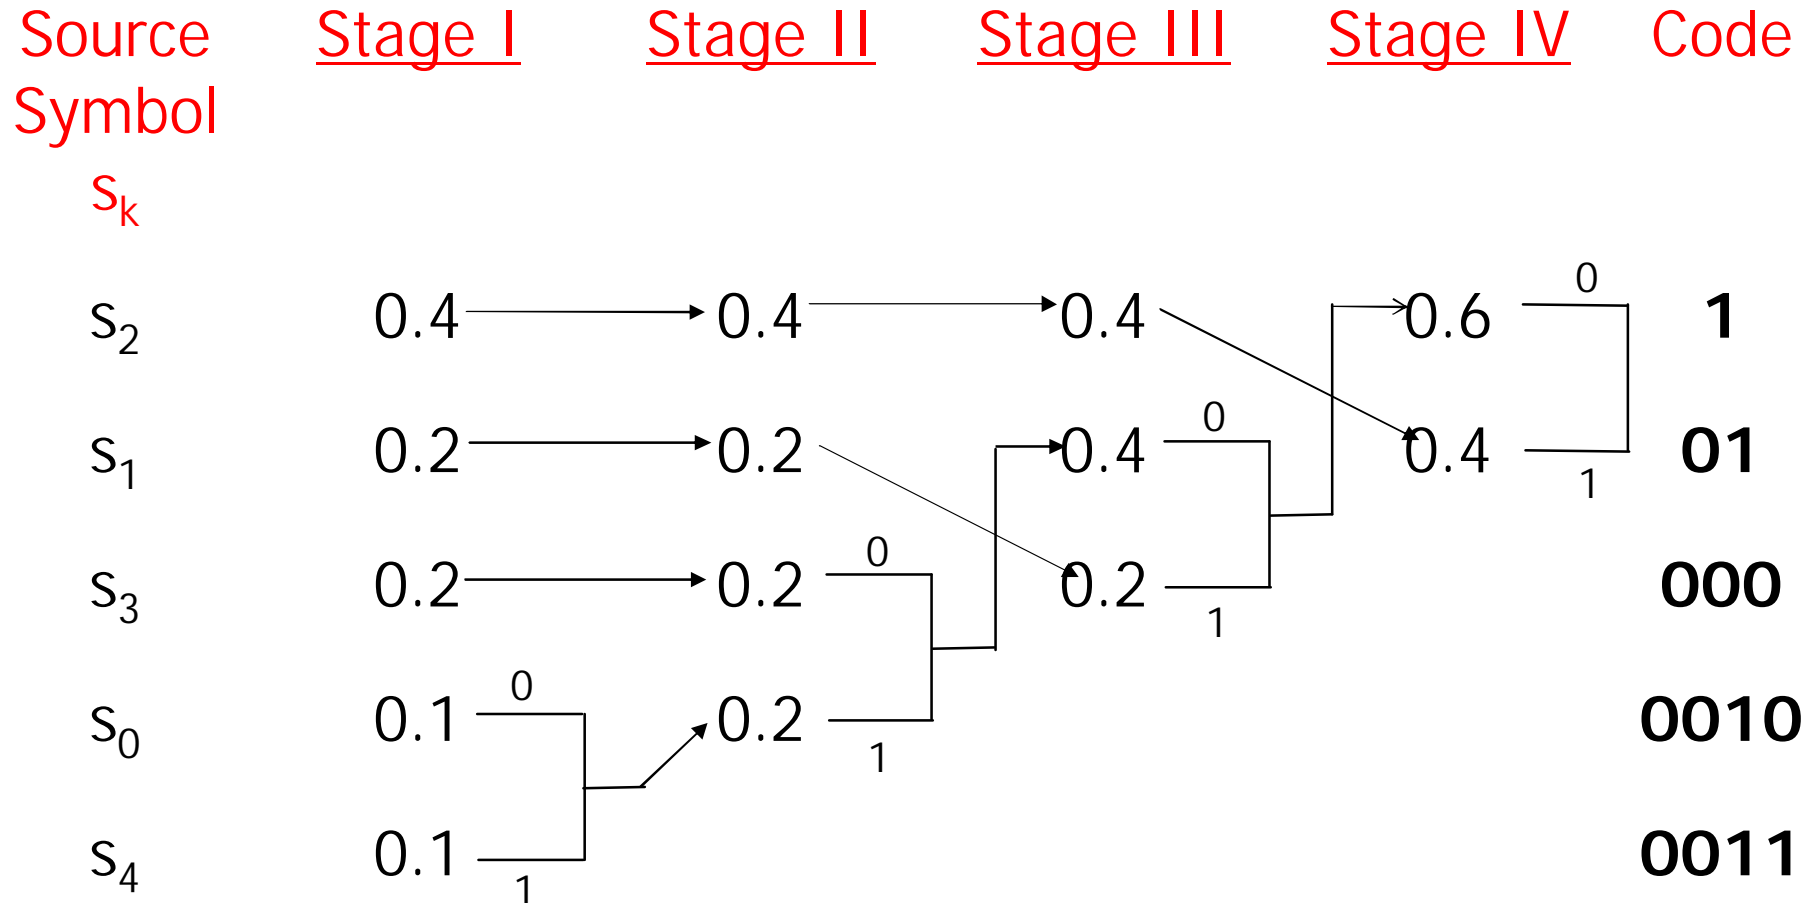 Source Stage I Stage II Stage III Stage IV Code
Symbol
sk
0
s2 0.4 0.4 0.4 0.6 1
0
s1 0.2 0.2 0.4 0.4 01
1
0
s3 0.2 0.2 0.2 000
1
0
s0 0.1 0.2 0010
1
s4 0.1 0011
1